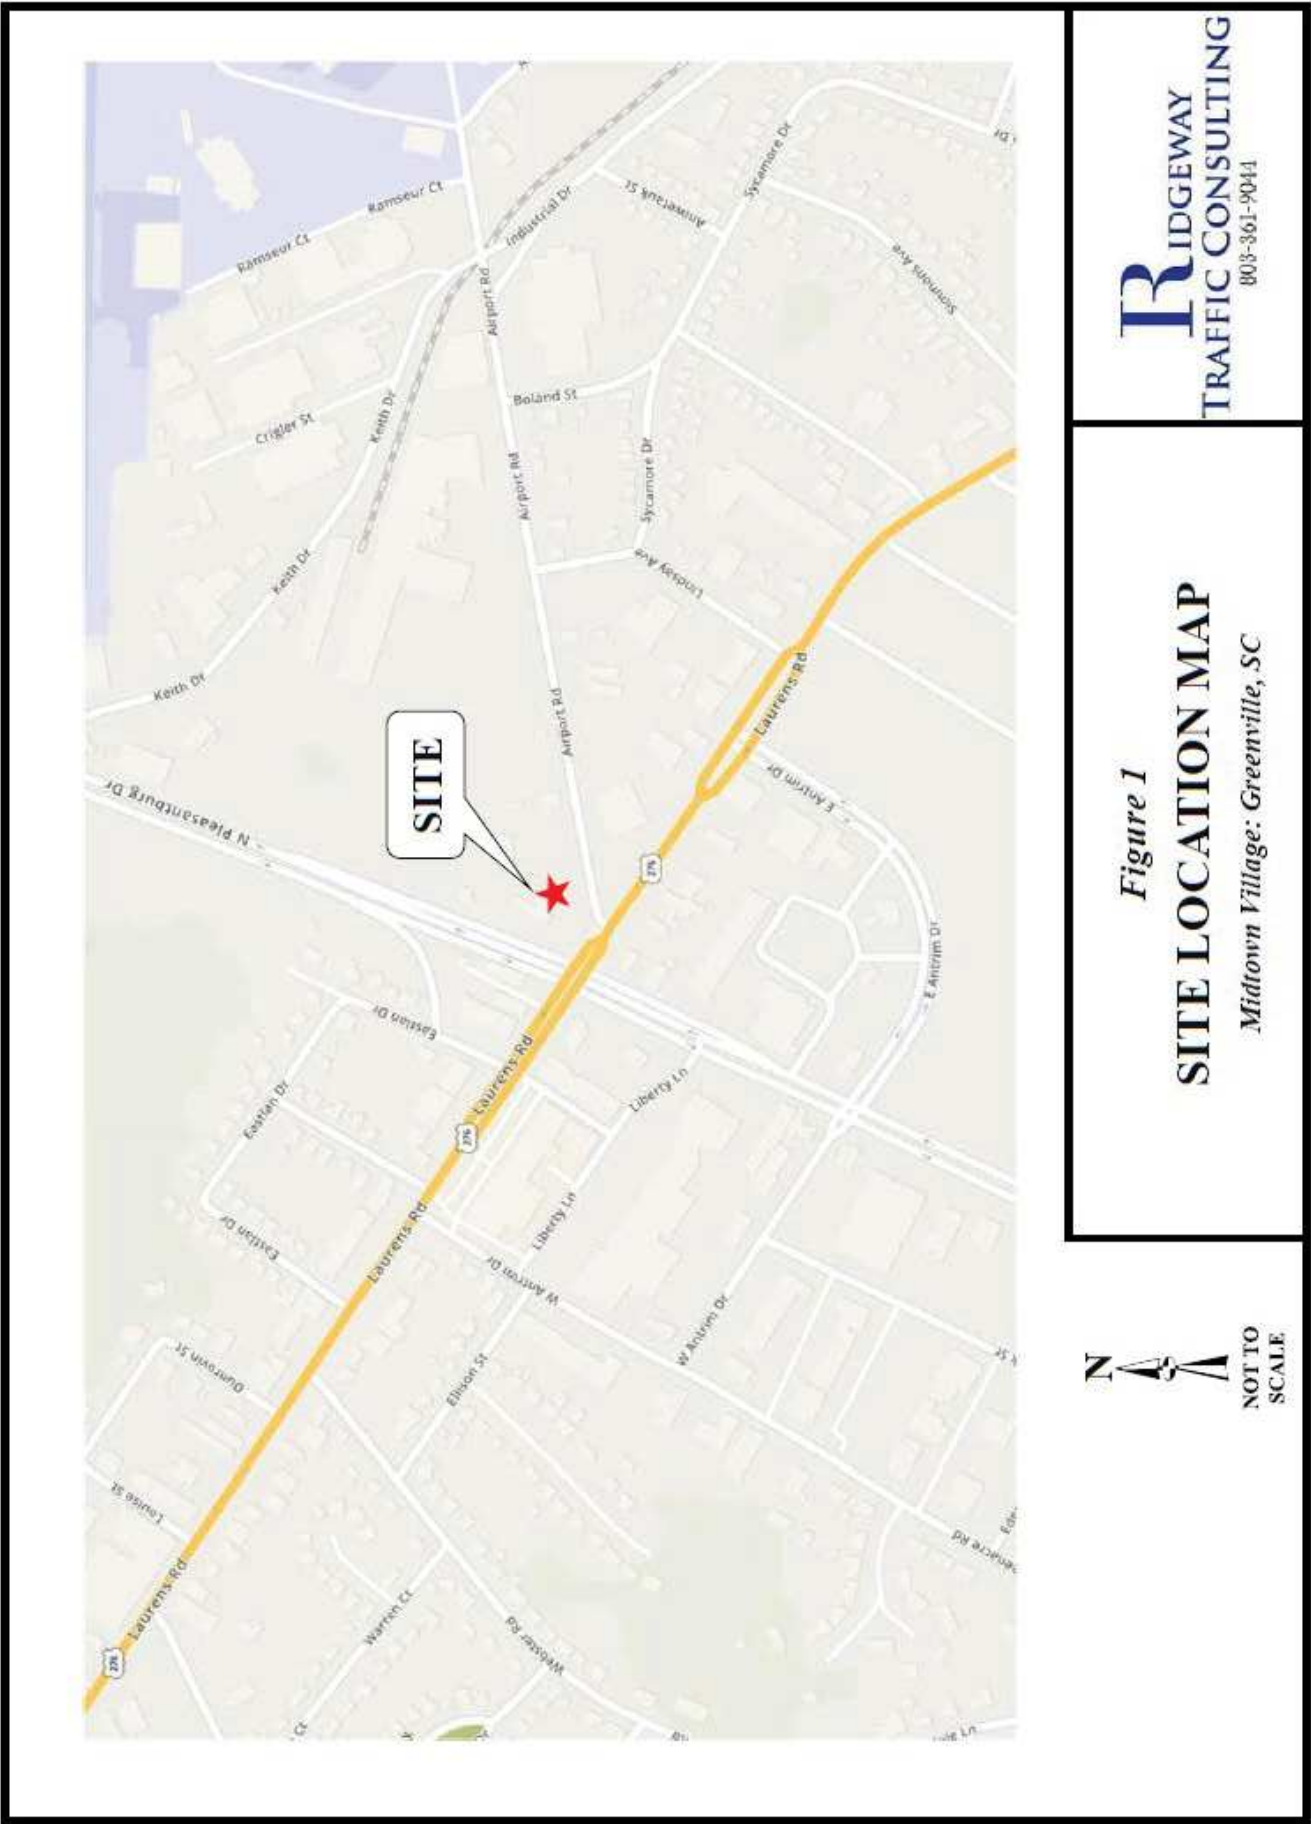 Ramseur Ct
Ramseur Ct
Industrial Dr
Aniwetauk St
Sycamore Dr
Simmons Ave
Airport Rd
Boland St
Crigler St
Keith Dr
Airport Rd
Sycamore Dr
Keith Dr
Lindsay Ave
Keith Dr
Airport Rd
Laurens Rd
N Pleasantburg Dr
SITE
E Antrim Dr
276
E Antrim Dr
Eastlan Dr
Laurens Rd
Liberty Ln
Eastlan Dr
276
Liberty Ln
Laurens Rd
Eastlan Dr
W Antrim Dr
W Antrim Dr
Dunrovin St
Ellison St
Louise St
Laurens Rd
Warren Ct
Webster Rd
276
Ct
RIDGEWAY
TRAFFIC CONSULTING
803-361-9044
Figure 1
SITE LOCATION MAP
Midtown Village: Greenville, SC
N
NOT TO
SCALE